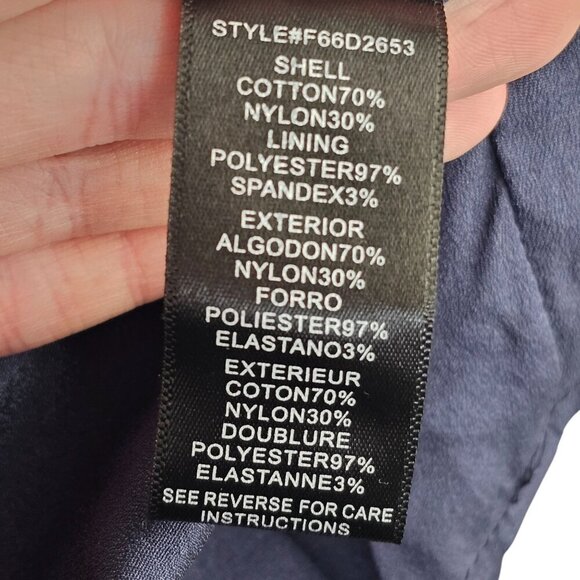 STYLE#F66D2653
SHELL
COTTON70%
NYLON30%
LINING
POLYESTER97%
SPANDEX3%
EXTERIOR
ALGODON70%
NYLON30%
FORRO
POLIESTER97%
ELASTANO3%
EXTERIEUR
COTON70%
NYLON30%
DOUBLURE
POLYESTER97%
ELASTANNE3%
SEE REVERSE FOR CARE
INSTRUCTIONS